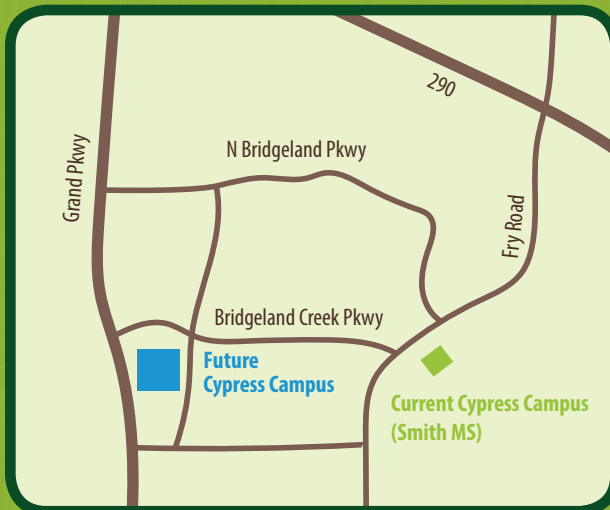 290
N Bridgeland Pkwy
Grand Pkwy
Fry Road
Bridgeland Creek Pkwy
Future
Cypress Campus
Current Cypress Campus
(Smith MS)